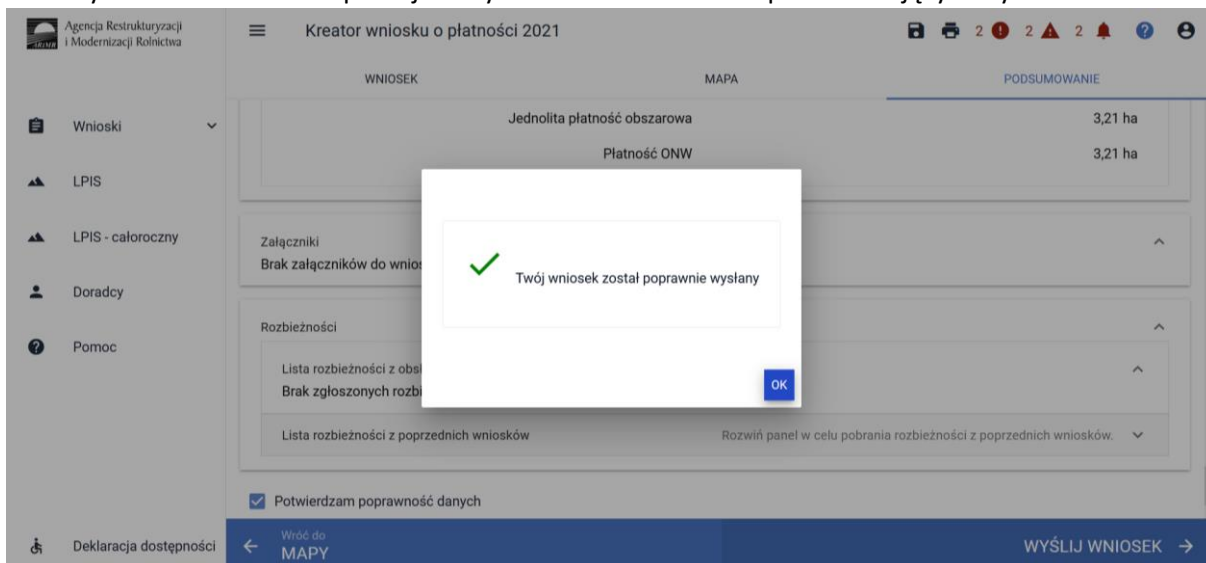 Agencja Restrukturyzacji
i Modernizacji Rolnictwa
ARiMR
Kreator wniosku o płatności 2021
2 2 2
WNIOSEK MAPA PODSUMOWANIE
Wnioski
LPIS
LPIS - całoroczny
Doradcy
Pomoc
Deklaracja dostępności
Jednolita płatność obszarowa 3,21 ha
Płatność ONW 3,21 ha
Załączniki
Brak załączników do wnios
Twój wniosek został poprawnie wysłany
OK
Rozbieżności
Lista rozbieżności z obs
Brak zgłoszonych rozbi
Lista rozbieżności z poprzednich wniosków Rozwiń panel w celu pobrania rozbieżności z poprzednich wniosków.
Potwierdzam poprawność danych
Wróć do
MAPY
WYŚLIJ WNIOSEK